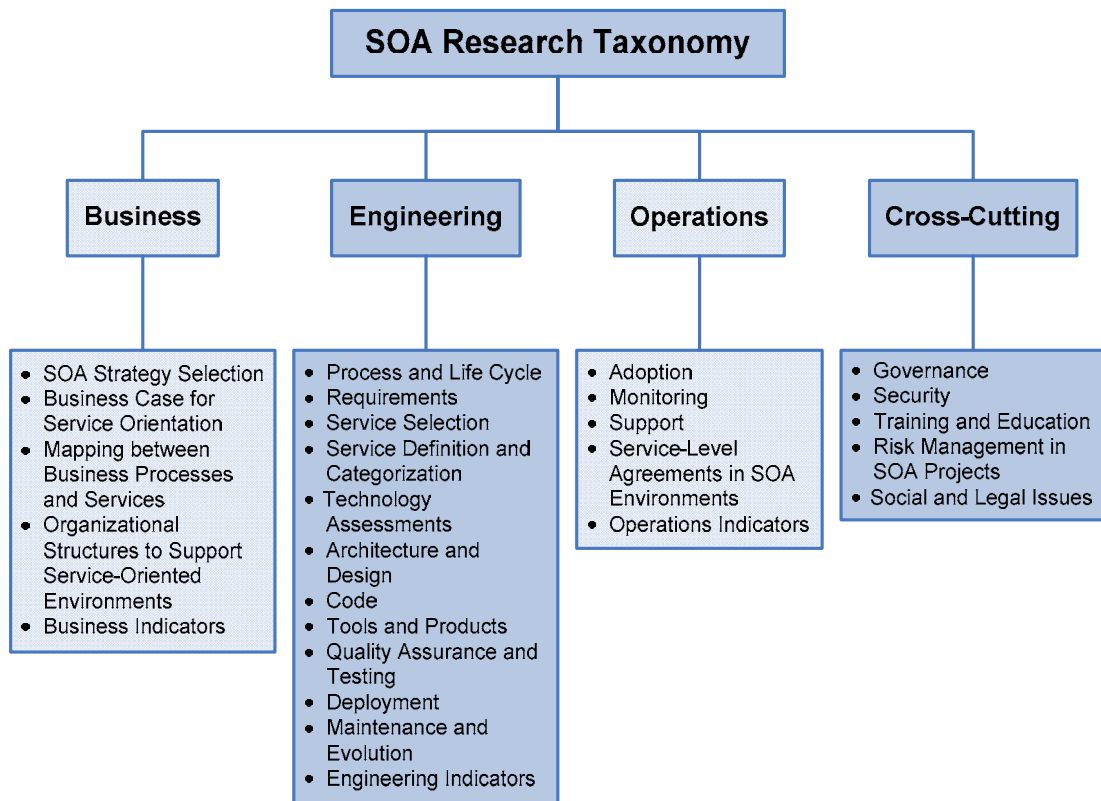 SOA Research Taxonomy
Business
Engineering
Operations
Cross-Cutting
• SOA Strategy Selection
• Business Case for
Service Orientation
• Mapping between
Business Processes
and Services
• Organizational
Structures to Support
Service-Oriented
Environments
• Business Indicators
• Process and Life Cycle
• Requirements
• Service Selection
• Service Definition and
Categorization
• Technology
Assessments
• Architecture and
Design
• Code
• Tools and Products
• Quality Assurance and
Testing
• Deployment
• Maintenance and
Evolution
• Engineering Indicators
• Adoption
• Monitoring
• Support
• Service-Level
Agreements in SOA
Environments
• Operations Indicators
• Governance
• Security
• Training and Education
• Risk Management in
SOA Projects
• Social and Legal Issues